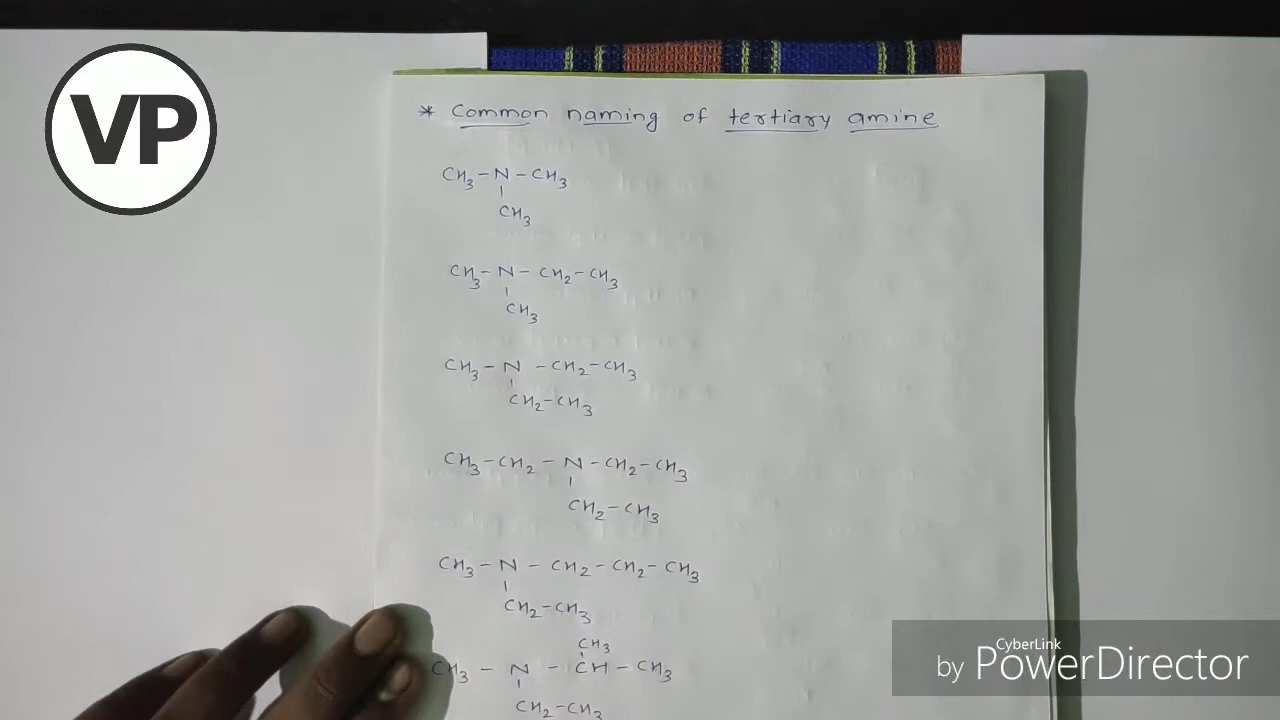 VP
* Common naming of tertiary amine
CH3-N-CH3
CH3
CH3-N-CH2-CH3
CH3
CH3-N-CH2-CH3
CH2-CH3
CH3-CH2-N-CH2-CH3
CH2-CH3
CH3-N-CH2-CH2-CH3
CH2-CH3
CH3
CH3-N-CH-CH3
CH2-CH3
CyberLink
by PowerDirector